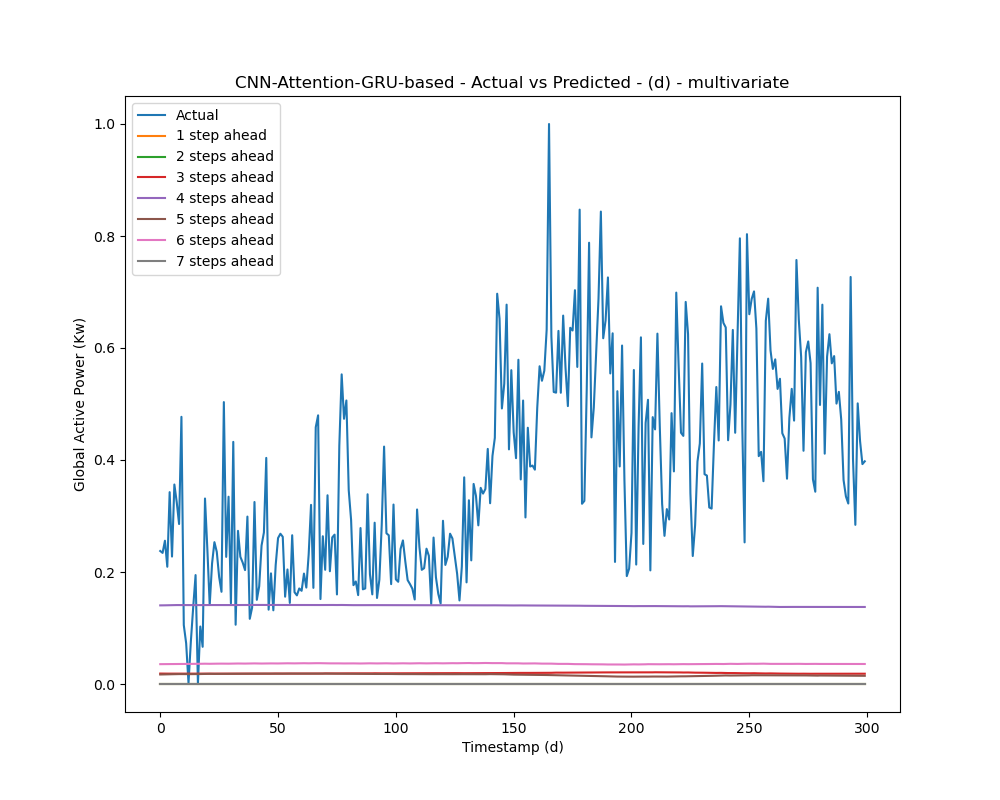 CNN-Attention-GRU-based - Actual vs Predicted - (d) - multivariate
Actual
1 step ahead
2 steps ahead
3 steps ahead
4 steps ahead
5 steps ahead
6 steps ahead
7 steps ahead
Global Active Power (Kw)
1.0
0.8
0.6
0.4
0.2
0.0
0 50 100 150 200 250 300
Timestamp (d)